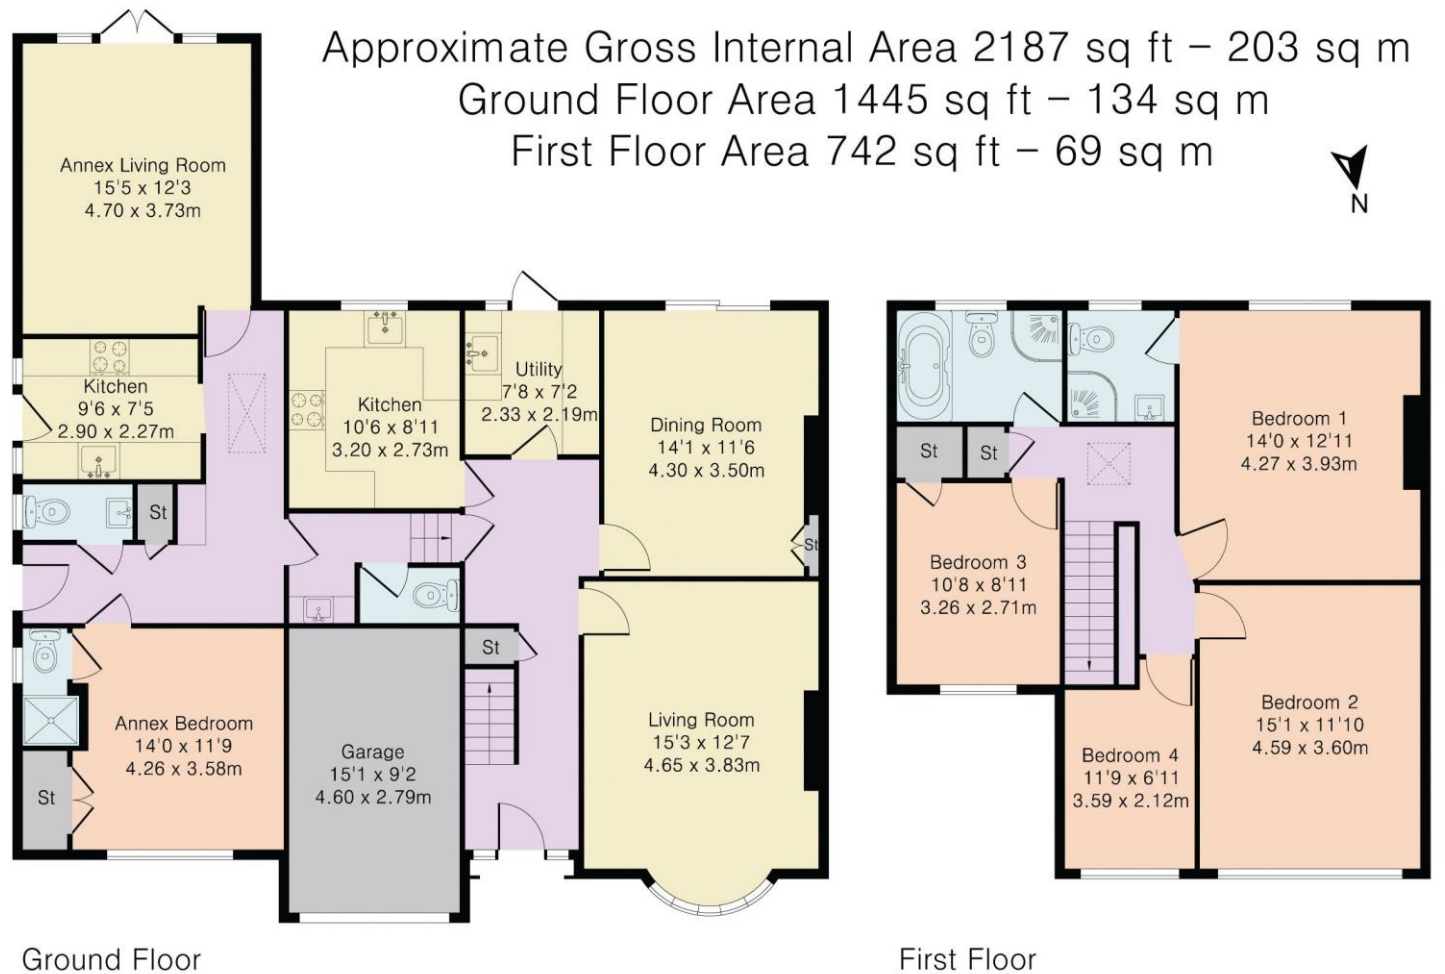 Approximate Gross Internal Area 2187 sq ft – 203 sq m
Ground Floor Area 1445 sq ft – 134 sq m
First Floor Area 742 sq ft – 69 sq m
N
Annex Living Room
15'5 x 12'3
4.70 x 3.73m
Kitchen
9'6 x 7'5
2.90 x 2.27m
Kitchen
10'6 x 8'11
3.20 x 2.73m
Utility
7'8 x 7'2
2.33 x 2.19m
Dining Room
14'1 x 11'6
4.30 x 3.50m
St
St
St
Living Room
15'3 x 12'7
4.65 x 3.83m
Annex Bedroom
14'0 x 11'9
4.26 x 3.58m
St
Garage
15'1 x 9'2
4.60 x 2.79m
Ground Floor
St
St
Bedroom 1
14'0 x 12'11
4.27 x 3.93m
Bedroom 3
10'8 x 8'11
3.26 x 2.71m
Bedroom 2
15'1 x 11'10
4.59 x 3.60m
Bedroom 4
11'9 x 6'11
3.59 x 2.12m
First Floor